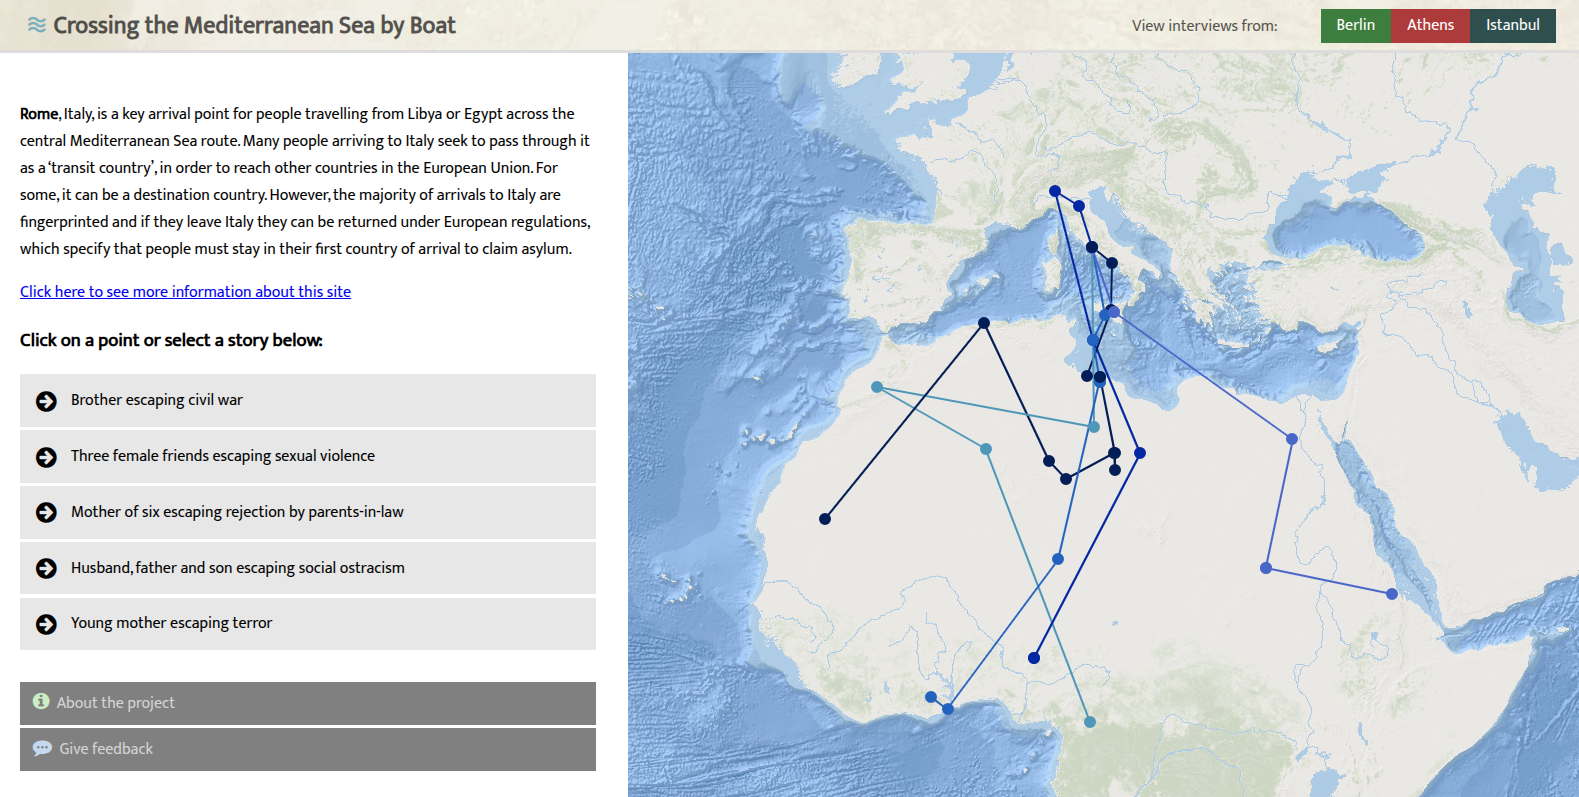 Crossing the Mediterranean Sea by Boat
View interviews from:
Berlin
Athens
Istanbul
Rome, Italy, is a key arrival point for people travelling from Libya or Egypt across the
central Mediterranean Sea route. Many people arriving to Italy seek to pass through it
as a ‘transit country’, in order to reach other countries in the European Union. For
some, it can be a destination country. However, the majority of arrivals to Italy are
fingerprinted and if they leave Italy they can be returned under European regulations,
which specify that people must stay in their first country of arrival to claim asylum.
Click here to see more information about this site
Click on a point or select a story below:
Brother escaping civil war
Three female friends escaping sexual violence
Mother of six escaping rejection by parents-in-law
Husband, father and son escaping social ostracism
Young mother escaping terror
About the project
Give feedback